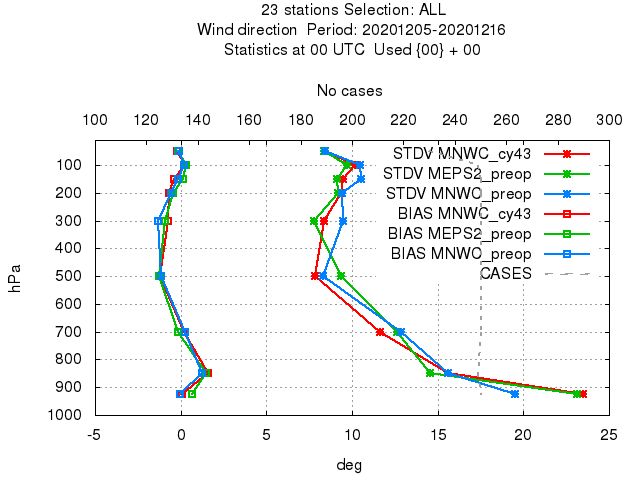 23 stations Selection: ALL
Wind direction  Period: 20201205-20201216
Statistics at 00 UTC  Used {00} + 00
No cases
100 120 140 160 180 200 220 240 260 280 300
STDV MNWC_cy43
STDV MEPS2_preop
STDV MNWC_preop
BIAS MNWC_cy43
BIAS MEPS2_preop
BIAS MNWC_preop
CASES
hPa
100
200
300
400
500
600
700
800
900
1000
-5 0 5 10 15 20 25
deg